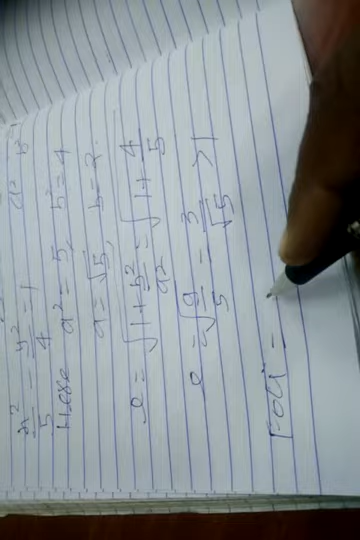 x²/5 - y²/4 = 1
Here a² = 5, b² = 4
a = √5, b = 2.
e = √(1 + b²/a²) = √(1 + 4/5)
e = √(9/5) = 3/√5 > 1
Foci -